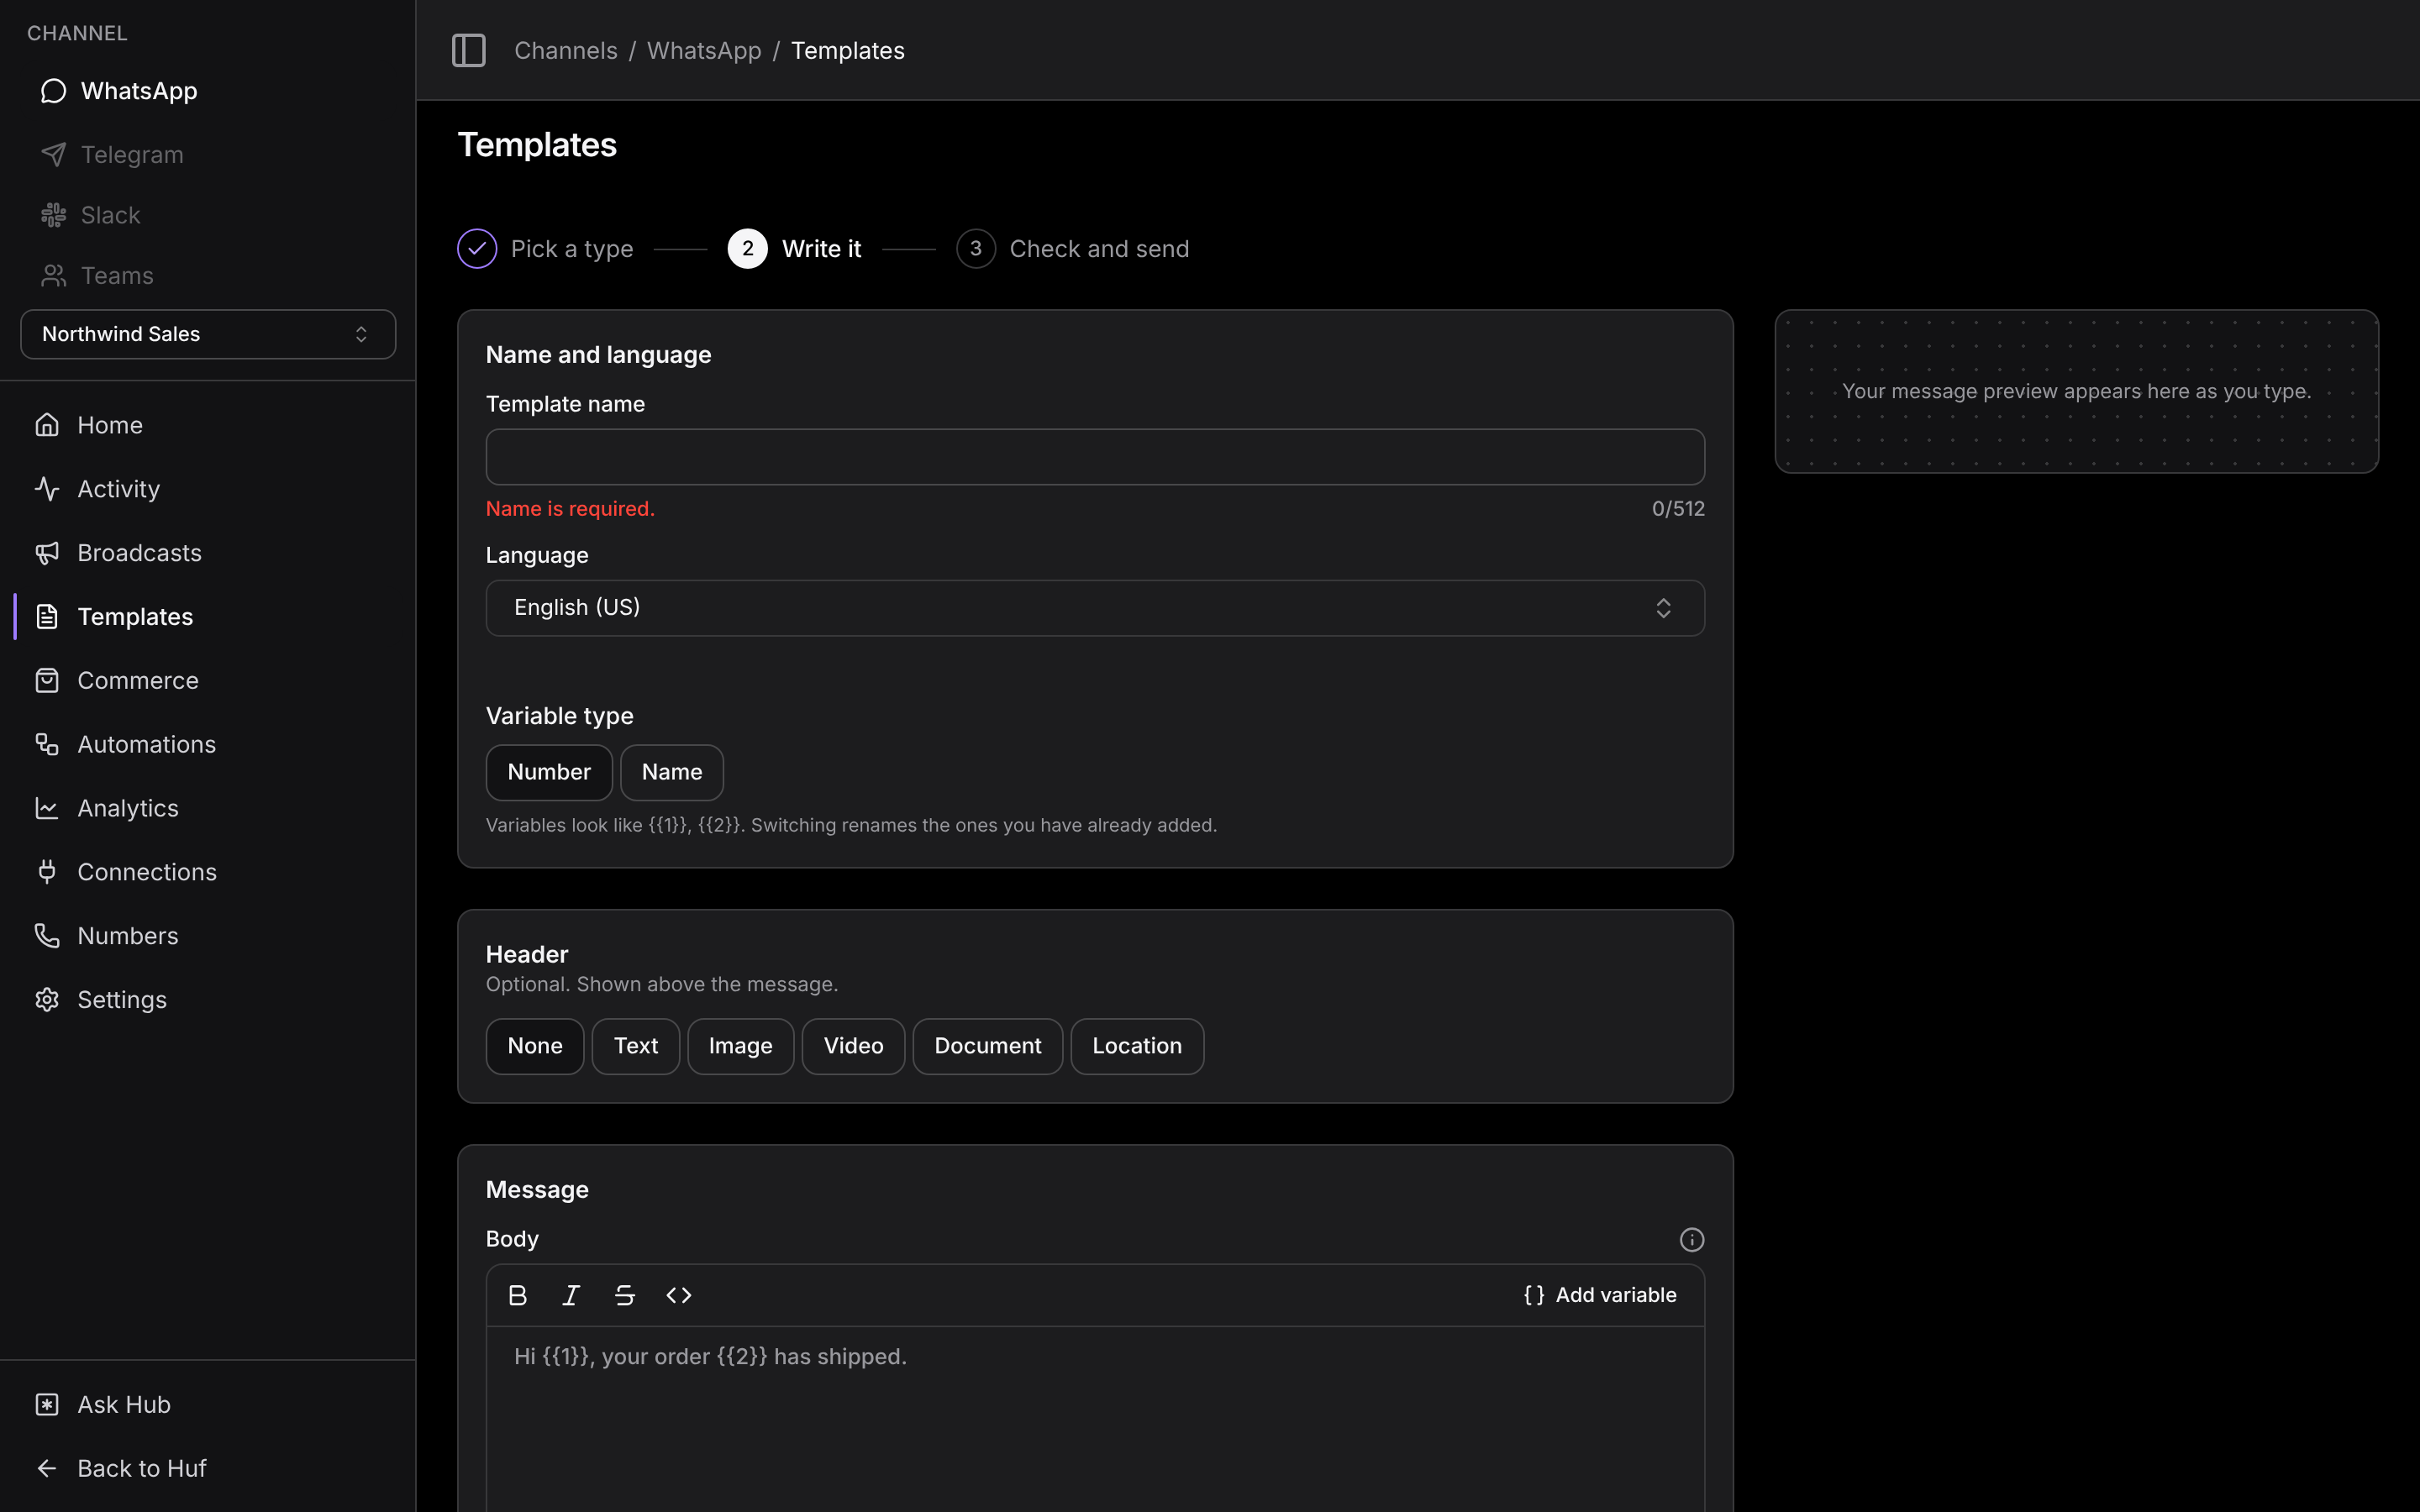 CHANNEL
WhatsApp
Telegram
Slack
Teams
Northwind Sales
Home
Activity
Broadcasts
Templates
Commerce
Automations
Analytics
Connections
Numbers
Settings
Ask Hub
Back to Huf
Channels / WhatsApp / Templates
Templates
Pick a type
2 Write it
3 Check and send
Name and language
Template name
Name is required. 0/512
Language
English (US)
Variable type
Number Name
Variables look like {{1}}, {{2}}. Switching renames the ones you have already added.
Header
Optional. Shown above the message.
None Text Image Video Document Location
Message
Body
B I S <> {} Add variable
Hi {{1}}, your order {{2}} has shipped.
Your message preview appears here as you type.